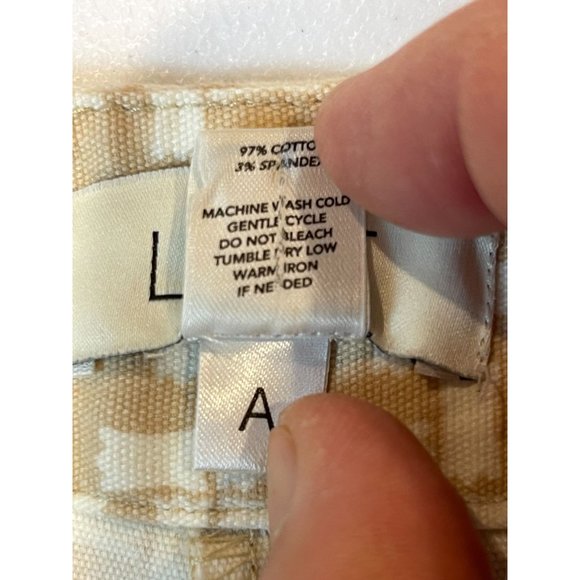 97% COTTO
3% SPANDEX
MACHINE WASH COLD
GENTLE CYCLE
DO NOT BLEACH
TUMBLE DRY LOW
WARM IRON
IF NEEDED
L
A